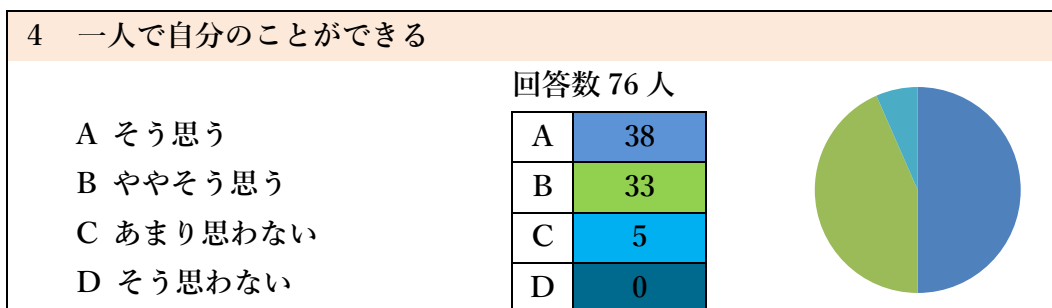 4 一人で自分のことができる
回答数 76 人
A そう思う
B ややそう思う
C あまり思わない
D そう思わない
A 38
B 33
C 5
D 0